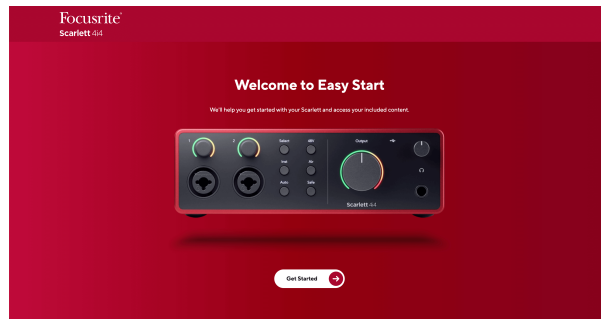 Focusrite®
Scarlett 4i4
Welcome to Easy Start
We'll help you get started with your Scarlett and access your included content.
1
2
Select
48V
Output
Inst
Air
Auto
Safe
Scarlett 4i4
Get Started